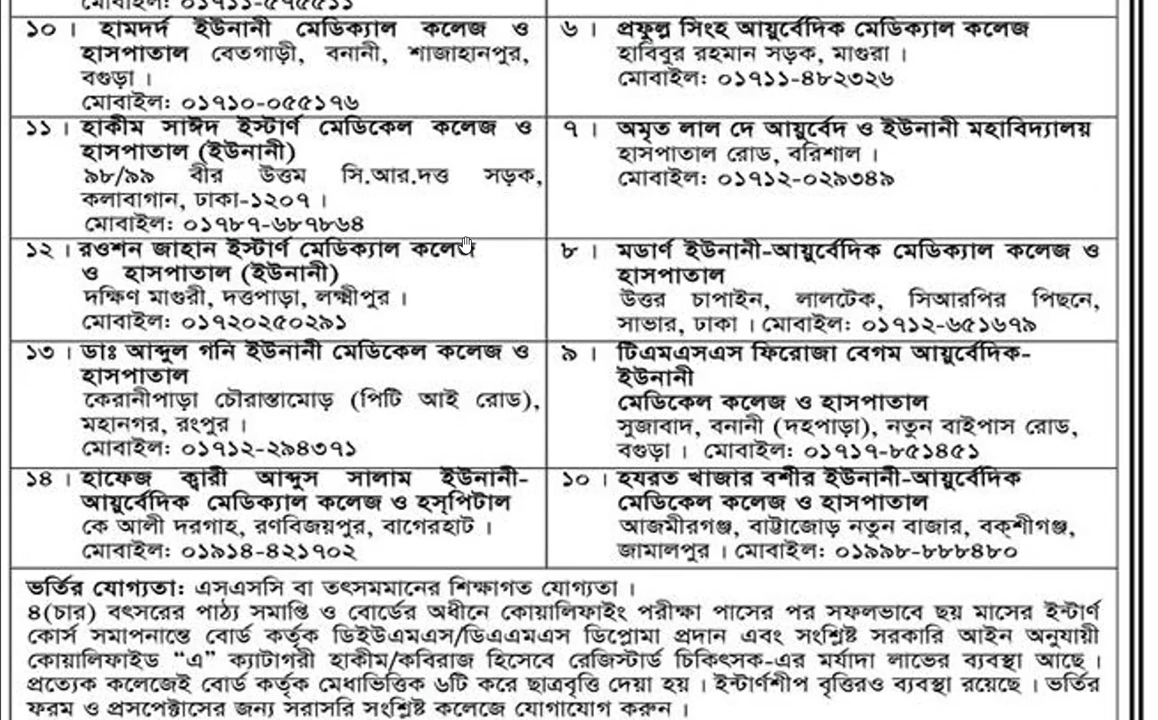 মোবাইল: ০১৭১১-৫৭৫৫১১
১০। হামদর্দ ইউনানী মেডিক্যাল কলেজ ও
হাসপাতাল বেতগাড়ী, বনানী, শাজাহানপুর,
বগুড়া।
মোবাইল: ০১৭১০-০৫৫১৭৬
১১। হাকীম সাঈদ ইস্টার্ণ মেডিকেল কলেজ ও
হাসপাতাল (ইউনানী)
৯৮/৯৯ বীর উত্তম সি.আর.দত্ত সড়ক,
কলাবাগান, ঢাকা-১২০৭।
মোবাইল: ০১৭৮৭-৬৮৭৮৬৪
১২। রওশন জাহান ইস্টার্ণ মেডিক্যাল কলেজ
ও হাসপাতাল (ইউনানী)
দক্ষিণ মাগুরী, দত্তপাড়া, লক্ষ্মীপুর।
মোবাইল: ০১৭২০২৫০২৯১
১৩। ডাঃ আব্দুল গনি ইউনানী মেডিকেল কলেজ ও
হাসপাতাল
কেরানীপাড়া চৌরাস্তামোড় (পিটি আই রোড),
মহানগর, রংপুর।
মোবাইল: ০১৭১২-২৯৪৩৭১
১৪। হাফেজ ক্বারী আব্দুস সালাম ইউনানী-
আয়ুর্বেদিক মেডিক্যাল কলেজ ও হস্পিটাল
কে আলী দরগাহ, রণবিজয়পুর, বাগেরহাট।
মোবাইল: ০১৯১৪-৪২১৭০২
৬। প্রফুল্ল সিংহ আয়ুর্বেদিক মেডিক্যাল কলেজ
হাবিবুর রহমান সড়ক, মাগুরা।
মোবাইল: ০১৭১১-৪৮২৩২৬
৭। অমৃত লাল দে আয়ুর্বেদ ও ইউনানী মহাবিদ্যালয়
হাসপাতাল রোড, বরিশাল।
মোবাইল: ০১৭১২-০২৯৩৪৯
৮। মডার্ণ ইউনানী-আয়ুর্বেদিক মেডিক্যাল কলেজ ও
হাসপাতাল
উত্তর চাপাইন, লালটেক, সিআরপির পিছনে,
সাভার, ঢাকা। মোবাইল: ০১৭১২-৬৫১৬৭৯
৯। টিএমএসএস ফিরোজা বেগম আয়ুর্বেদিক-
ইউনানী
মেডিকেল কলেজ ও হাসপাতাল
সুজাবাদ, বনানী (দহপাড়া), নতুন বাইপাস রোড,
বগুড়া। মোবাইল: ০১৭১৭-৮৫১৪৫১
১০। হযরত খাজার বশীর ইউনানী-আয়ুর্বেদিক
মেডিকেল কলেজ ও হাসপাতাল
আজমীরগঞ্জ, বাট্টাজোড় নতুন বাজার, বক্‌শীগঞ্জ,
জামালপুর। মোবাইল: ০১৯৯৮-৮৮৮৪৮০
ভর্তির যোগ্যতা: এসএসসি বা তৎসমমানের শিক্ষাগত যোগ্যতা।
৪(চার) বৎসরের পাঠ্য সমাপ্তি ও বোর্ডের অধীনে কোয়ালিফাইং পরীক্ষা পাসের পর সফলভাবে ছয় মাসের ইন্টার্ণ
কোর্স সমাপনান্তে বোর্ড কর্তৃক ডিইউএমএস/ডিএএমএস ডিপ্লোমা প্রদান এবং সংশ্লিষ্ট সরকারি আইন অনুযায়ী
কোয়ালিফাইড “এ” ক্যাটাগরী হাকীম/কবিরাজ হিসেবে রেজিস্টার্ড চিকিৎসক-এর মর্যাদা লাভের ব্যবস্থা আছে।
প্রত্যেক কলেজেই বোর্ড কর্তৃক মেধাভিত্তিক ৬টি করে ছাত্রবৃত্তি দেয়া হয়। ইন্টার্ণশীপ বৃত্তিরও ব্যবস্থা রয়েছে। ভর্তির
ফরম ও প্রসপেক্টাসের জন্য সরাসরি সংশ্লিষ্ট কলেজে যোগাযোগ করুন।